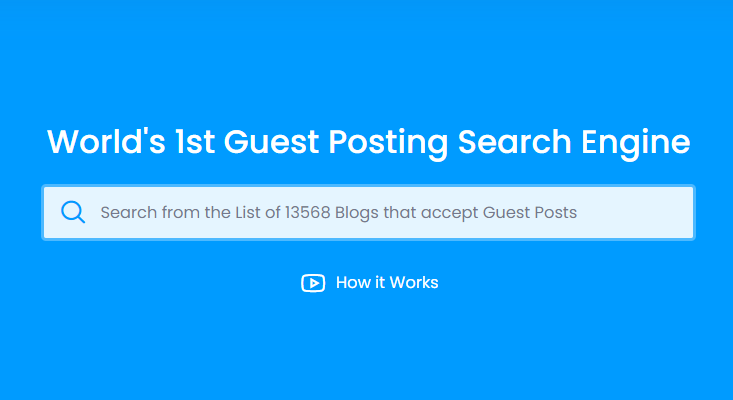 World's 1st Guest Posting Search Engine
Search from the List of 13568 Blogs that accept Guest Posts
How it Works